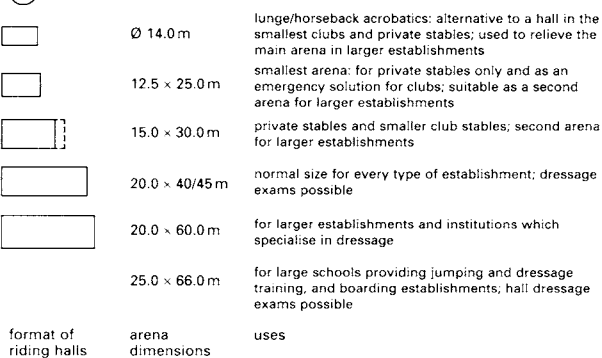 Ø 14.0 m
lunge/horseback acrobatics: alternative to a hall in the
smallest clubs and private stables; used to relieve the
main arena in larger establishments
12.5 × 25.0 m
smallest arena: for private stables only and as an
emergency solution for clubs; suitable as a second
arena for larger establishments
15.0 × 30.0 m
private stables and smaller club stables; second arena
for larger establishments
20.0 × 40/45 m
normal size for every type of establishment; dressage
exams possible
20.0 × 60.0 m
for larger establishments and institutions which
specialise in dressage
25.0 × 66.0 m
for large schools providing jumping and dressage
training, and boarding establishments; hall dressage
exams possible
format of
riding halls
arena
dimensions
uses